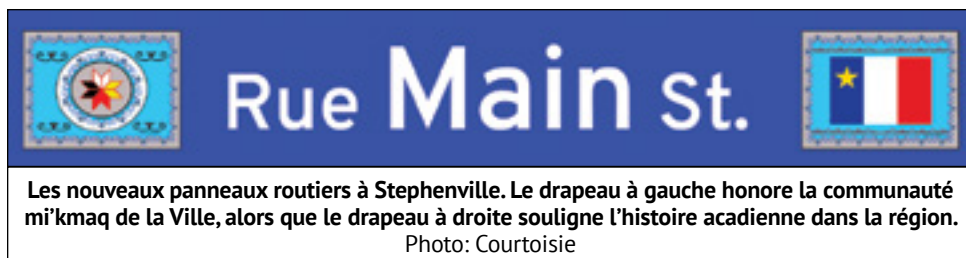 Rue Main St.
Les nouveaux panneaux routiers à Stephenville. Le drapeau à gauche honore la communauté
mi'kmaq de la Ville, alors que le drapeau à droite souligne l'histoire acadienne dans la région.
Photo: Courtoisie